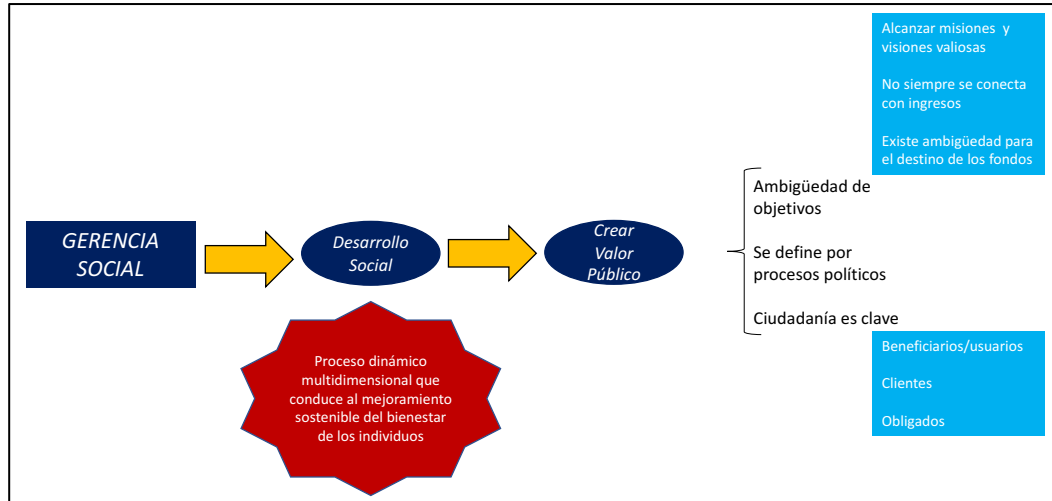 Alcanzar misiones y
visiones valiosas
No siempre se conecta
con ingresos
Existe ambigüedad para
el destino de los fondos
GERENCIA
SOCIAL
Desarrollo
Social
Crear
Valor
Público
Ambigüedad de
objetivos
Se define por
procesos políticos
Ciudadanía es clave
Proceso dinámico
multidimensional que
conduce al mejoramiento
sostenible del bienestar
de los individuos
Beneficiarios/usuarios
Clientes
Obligados